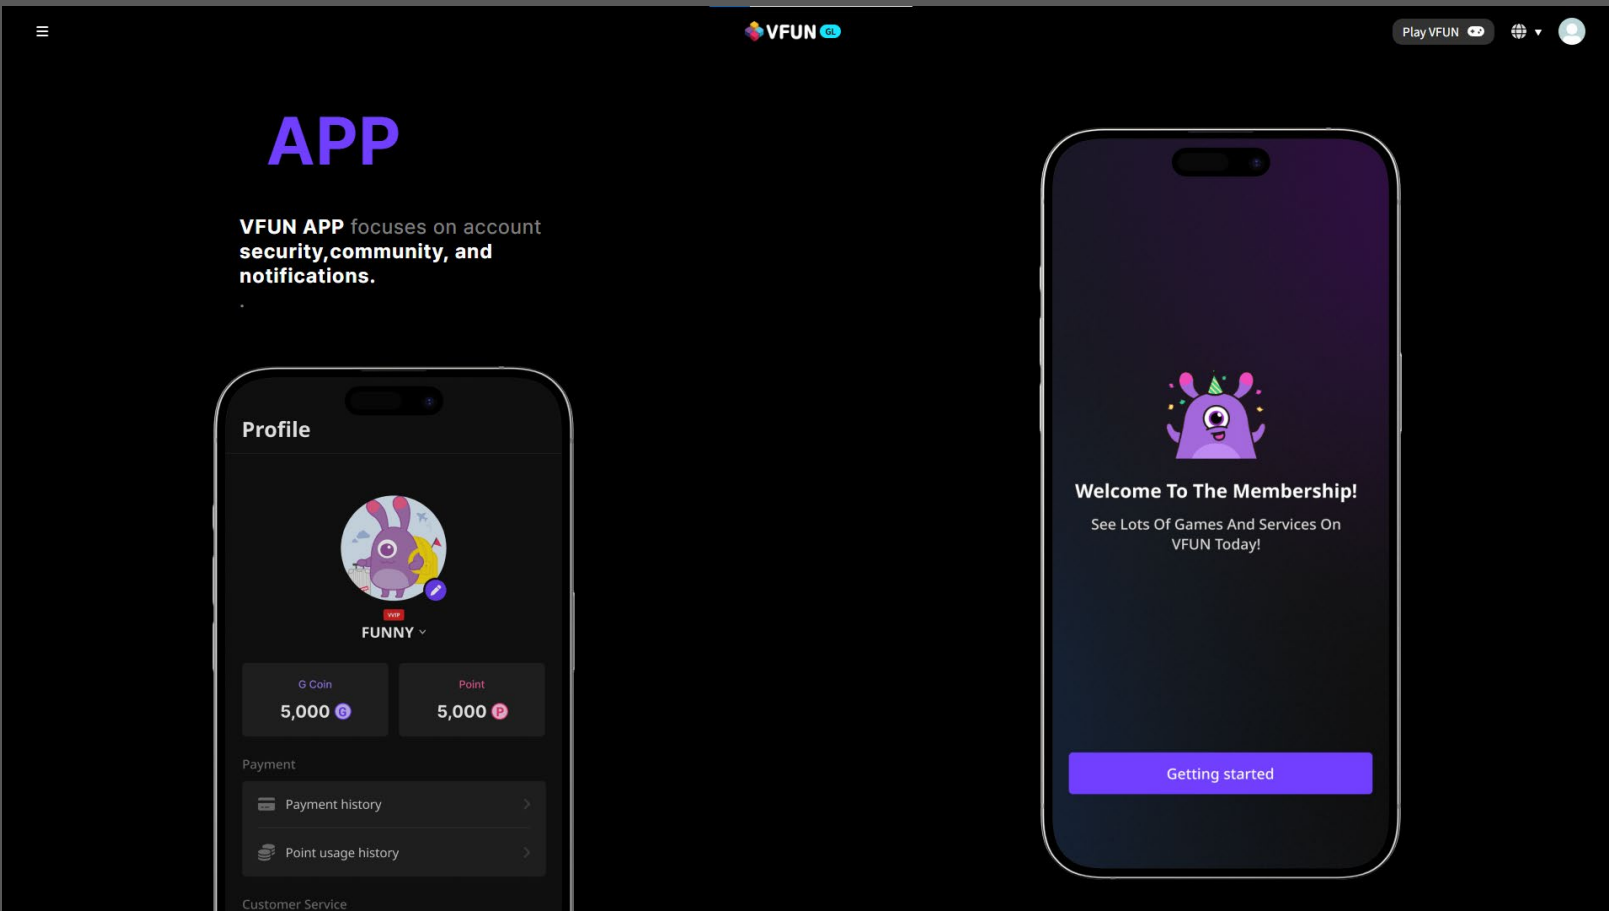 VFUN GL
Play VFUN
APP
VFUN APP focuses on account
security,community, and
notifications.
.
Profile
VVIP
FUNNY
G Coin
5,000 G
Point
5,000 P
Payment
Payment history
Point usage history
Customer Service
Welcome To The Membership!
See Lots Of Games And Services On
VFUN Today!
Getting started